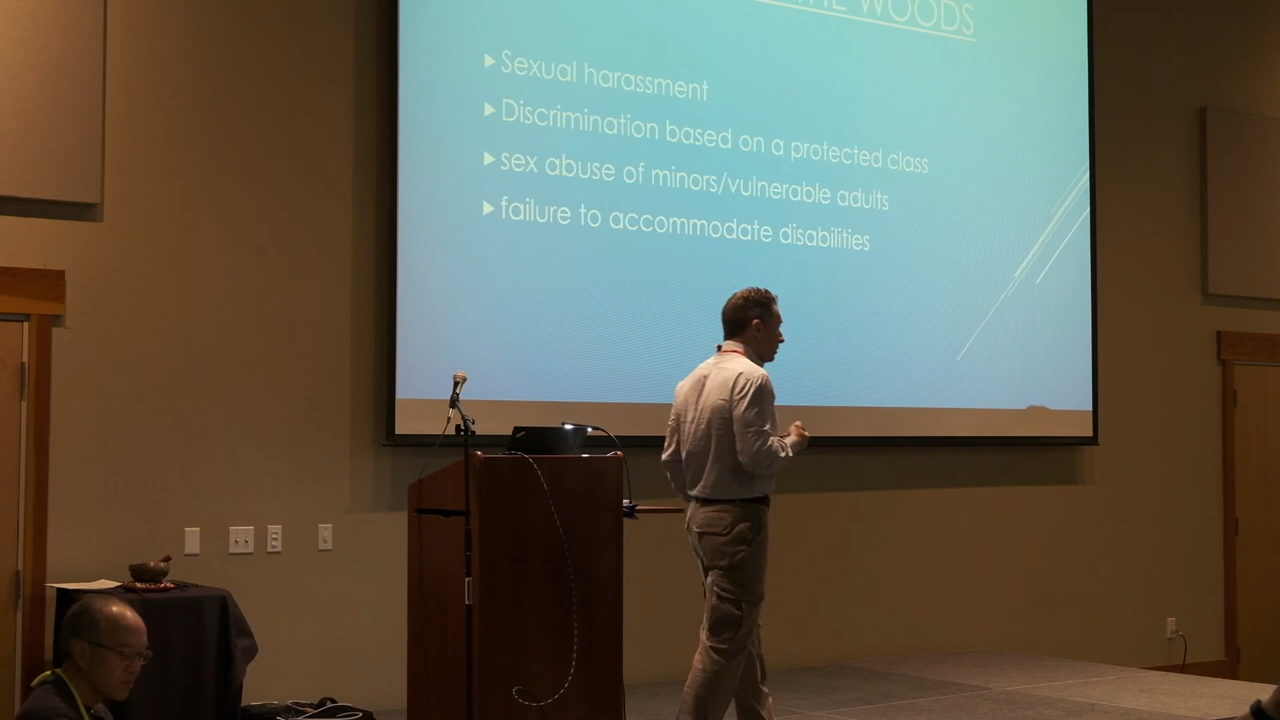 WOODS
Sexual harassment
Discrimination based on a protected class
sex abuse of minors/vulnerable adults
failure to accommodate disabilities